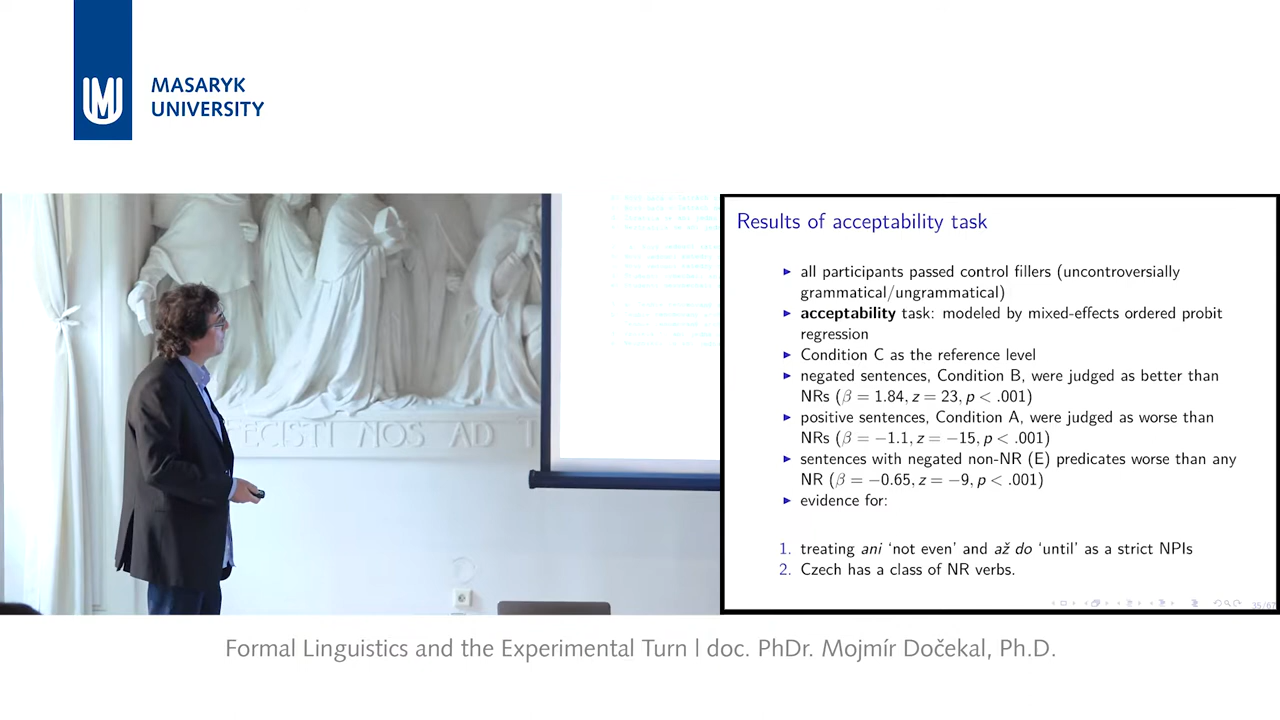 MASARYK
UNIVERSITY
ECISTI NOS AD T
Results of acceptability task
▶ all participants passed control fillers (uncontroversially
grammatical/ungrammatical)
▶ acceptability task: modeled by mixed-effects ordered probit
regression
▶ Condition C as the reference level
▶ negated sentences, Condition B, were judged as better than
NRs (β = 1.84, z = 23, p < .001)
▶ positive sentences, Condition A, were judged as worse than
NRs (β = −1.1, z = −15, p < .001)
▶ sentences with negated non-NR (E) predicates worse than any
NR (β = −0.65, z = −9, p < .001)
▶ evidence for:
1. treating ani ‘not even’ and až do ‘until’ as a strict NPIs
2. Czech has a class of NR verbs.
Formal Linguistics and the Experimental Turn | doc. PhDr. Mojmír Dočekal, Ph.D.